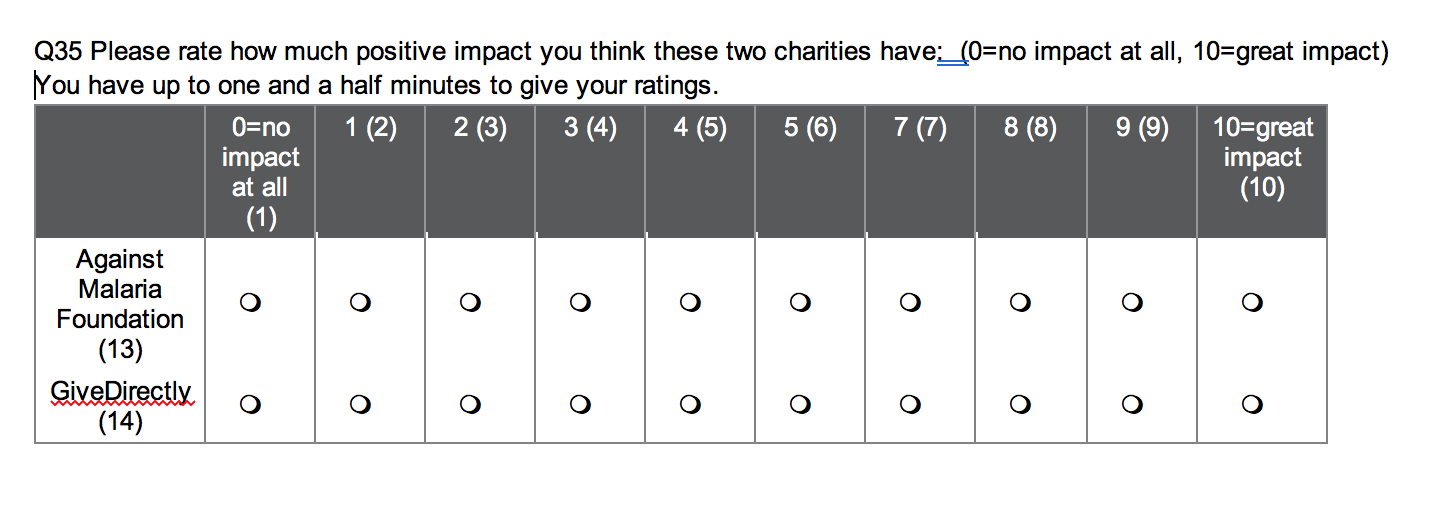 Q35 Please rate how much positive impact you think these two charities have:  (0=no impact at all, 10=great impact)
You have up to one and a half minutes to give your ratings.
0=no impact at all (1) 1 (2) 2 (3) 3 (4) 4 (5) 5 (6) 7 (7) 8 (8) 9 (9) 10=great impact (10)
Against Malaria Foundation (13)
GiveDirectly (14)